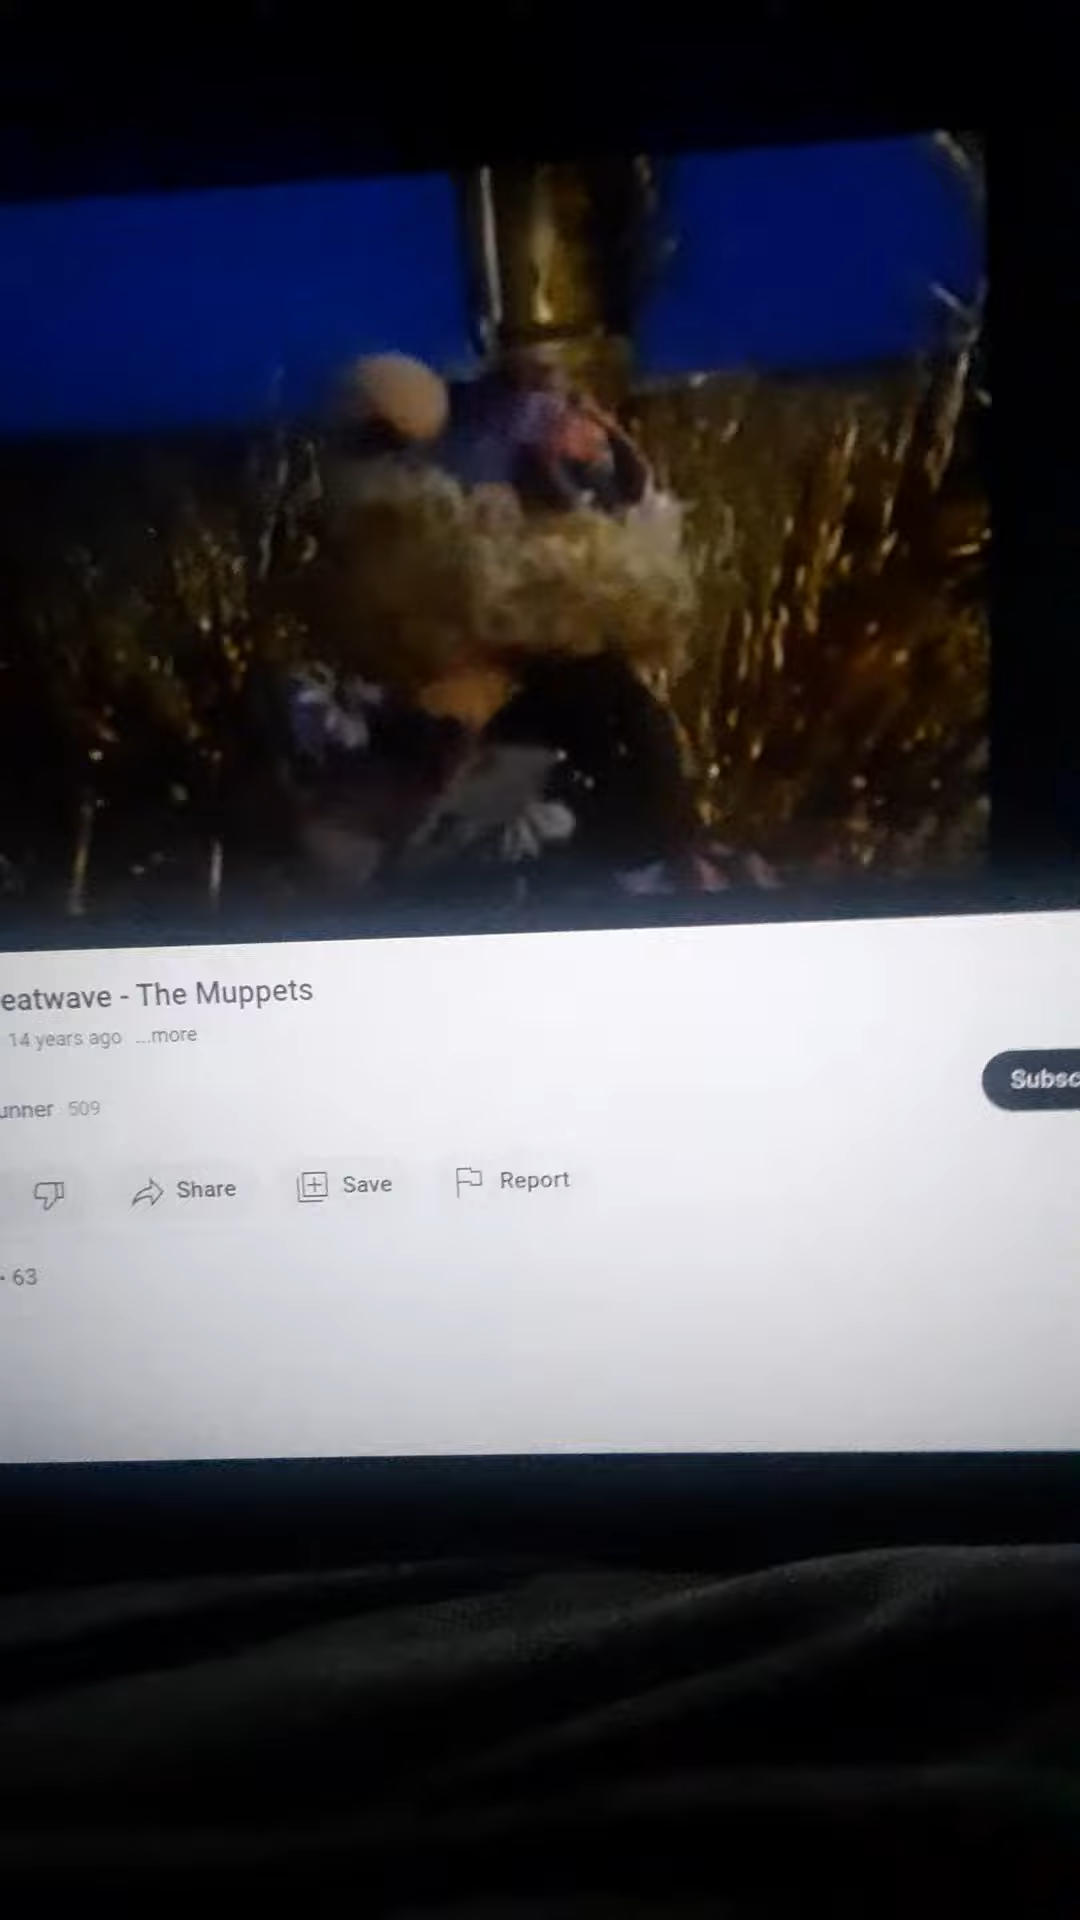 eatwave - The Muppets
14 years ago ...more
unner 509
Subsc
Share Save Report
• 63